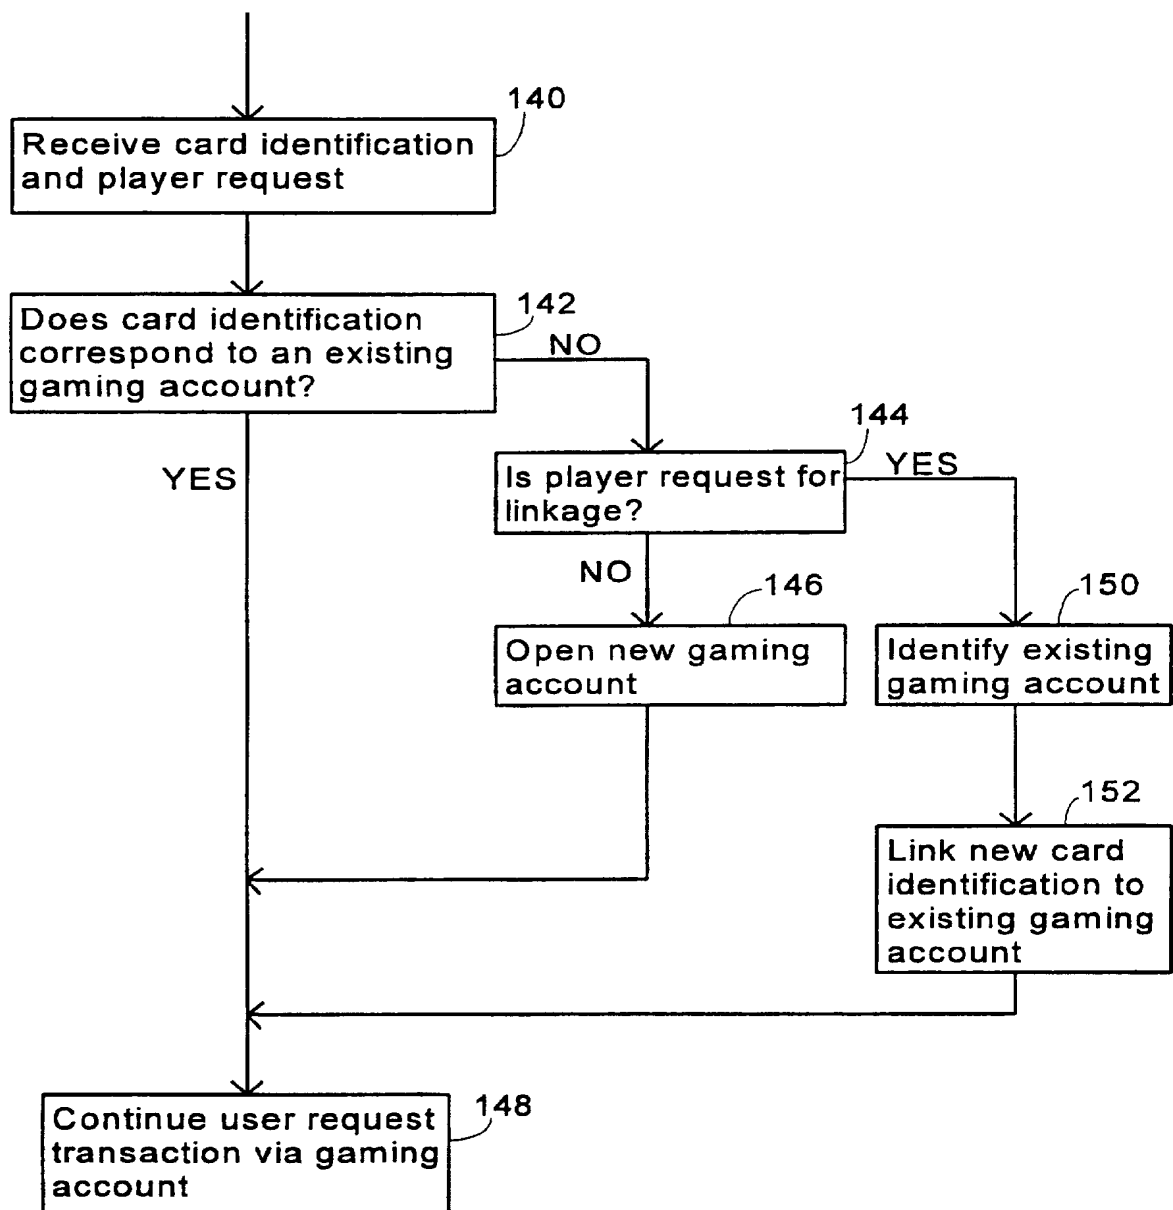 140
Receive card identification
and player request
142
Does card identification
correspond to an existing
gaming account?
NO
144
YES
Is player request for
linkage?
YES
NO
146
150
Open new gaming
account
Identify existing
gaming account
152
Link new card
identification to
existing gaming
account
148
Continue user request
transaction via gaming
account